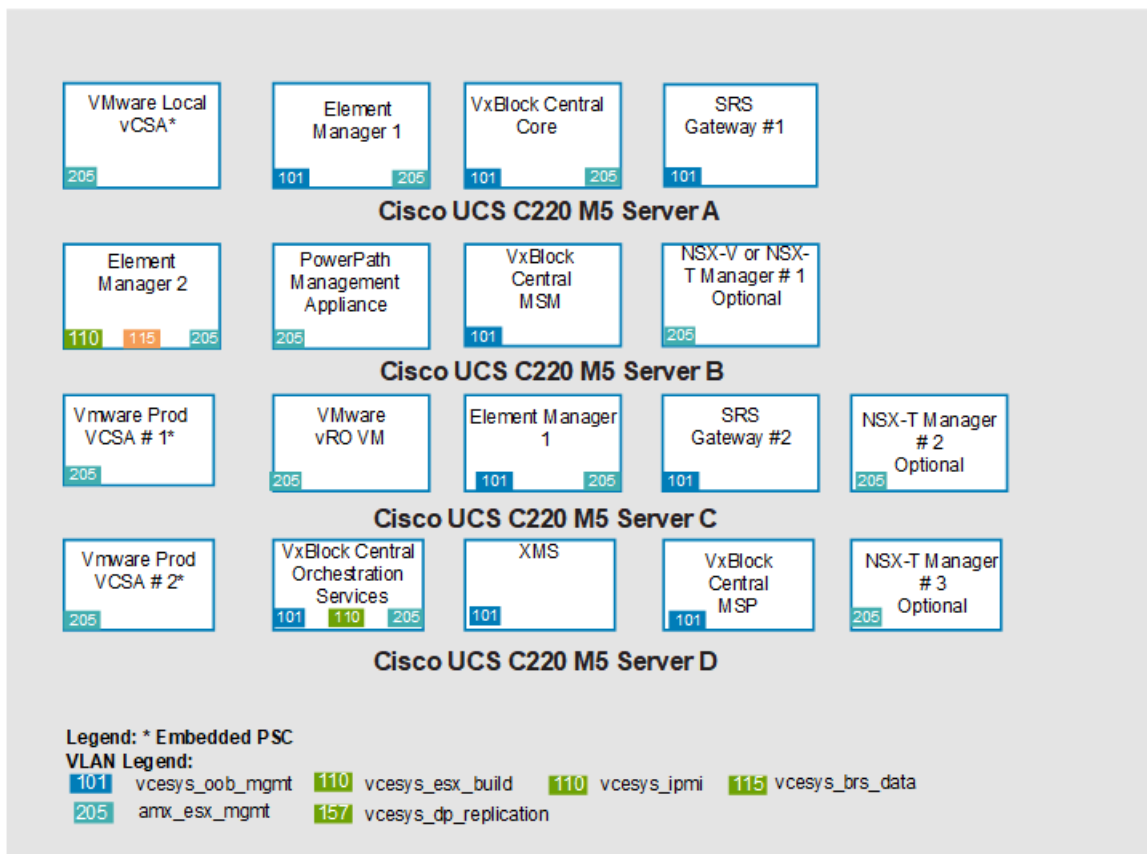 VMware Local
vCSA*
205
Element
Manager 1
101 205
VxBlock Central
Core
101 205
SRS
Gateway #1
101
Cisco UCS C220 M5 Server A
Element
Manager 2
110 115 205
PowerPath
Management
Appliance
205
VxBlock
Central
MSM
101
NSX-V or NSX-
T Manager # 1
Optional
205
Cisco UCS C220 M5 Server B
Vmware Prod
VCSA # 1*
205
VMware
vRO VM
205
Element Manager
1
101 205
SRS
Gateway #2
101
NSX-T Manager
# 2
Optional
205
Cisco UCS C220 M5 Server C
Vmware Prod
VCSA # 2*
205
VxBlock Central
Orchestration
Services
101 110 205
XMS
101
VxBlock
Central
MSP
101
NSX-T Manager
# 3
Optional
205
Cisco UCS C220 M5 Server D
Legend: * Embedded PSC
VLAN Legend:
101 vcesys_oob_mgmt 110 vcesys_esx_build 110 vcesys_ipmi 115 vcesys_brs_data
205 amx_esx_mgmt 157 vcesys_dp_replication